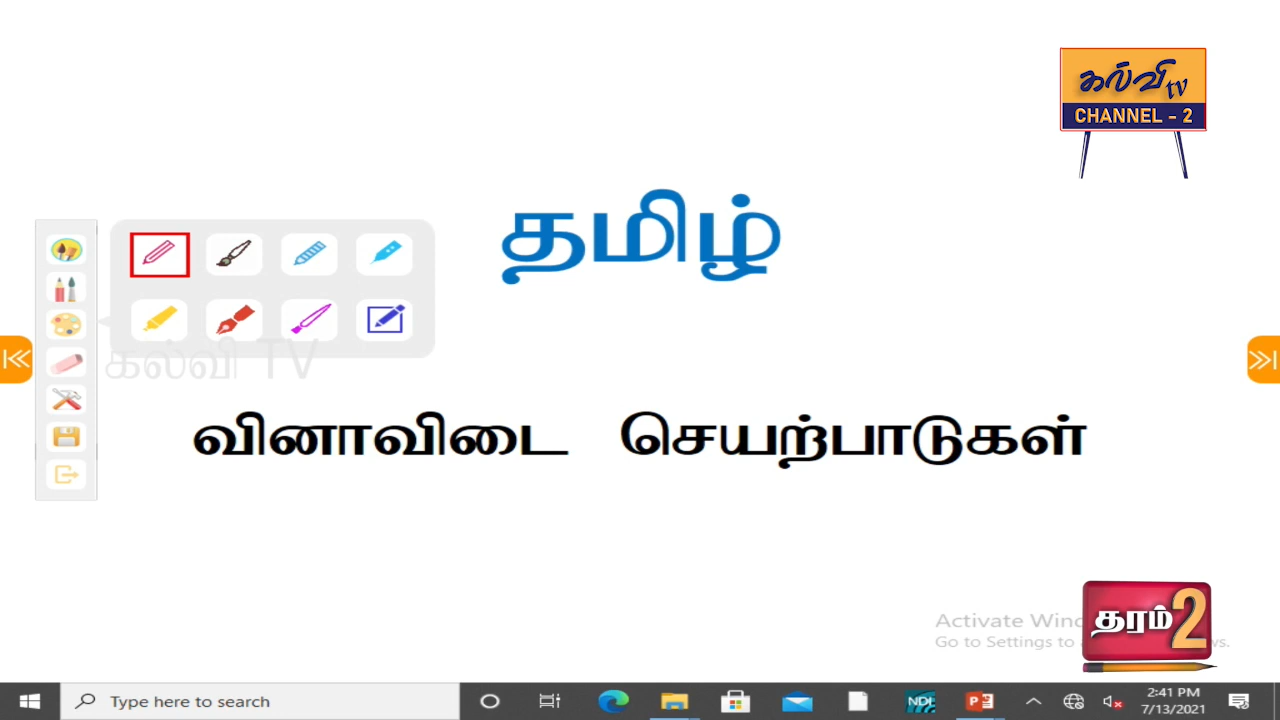 கல்வி tv
CHANNEL - 2
தமிழ்
கல்வி TV
வினாவிடை செயற்பாடுகள்
Activate
Go to Settings to
தரம் 2
Type here to search
NDI
2:41 PM
7/13/2021